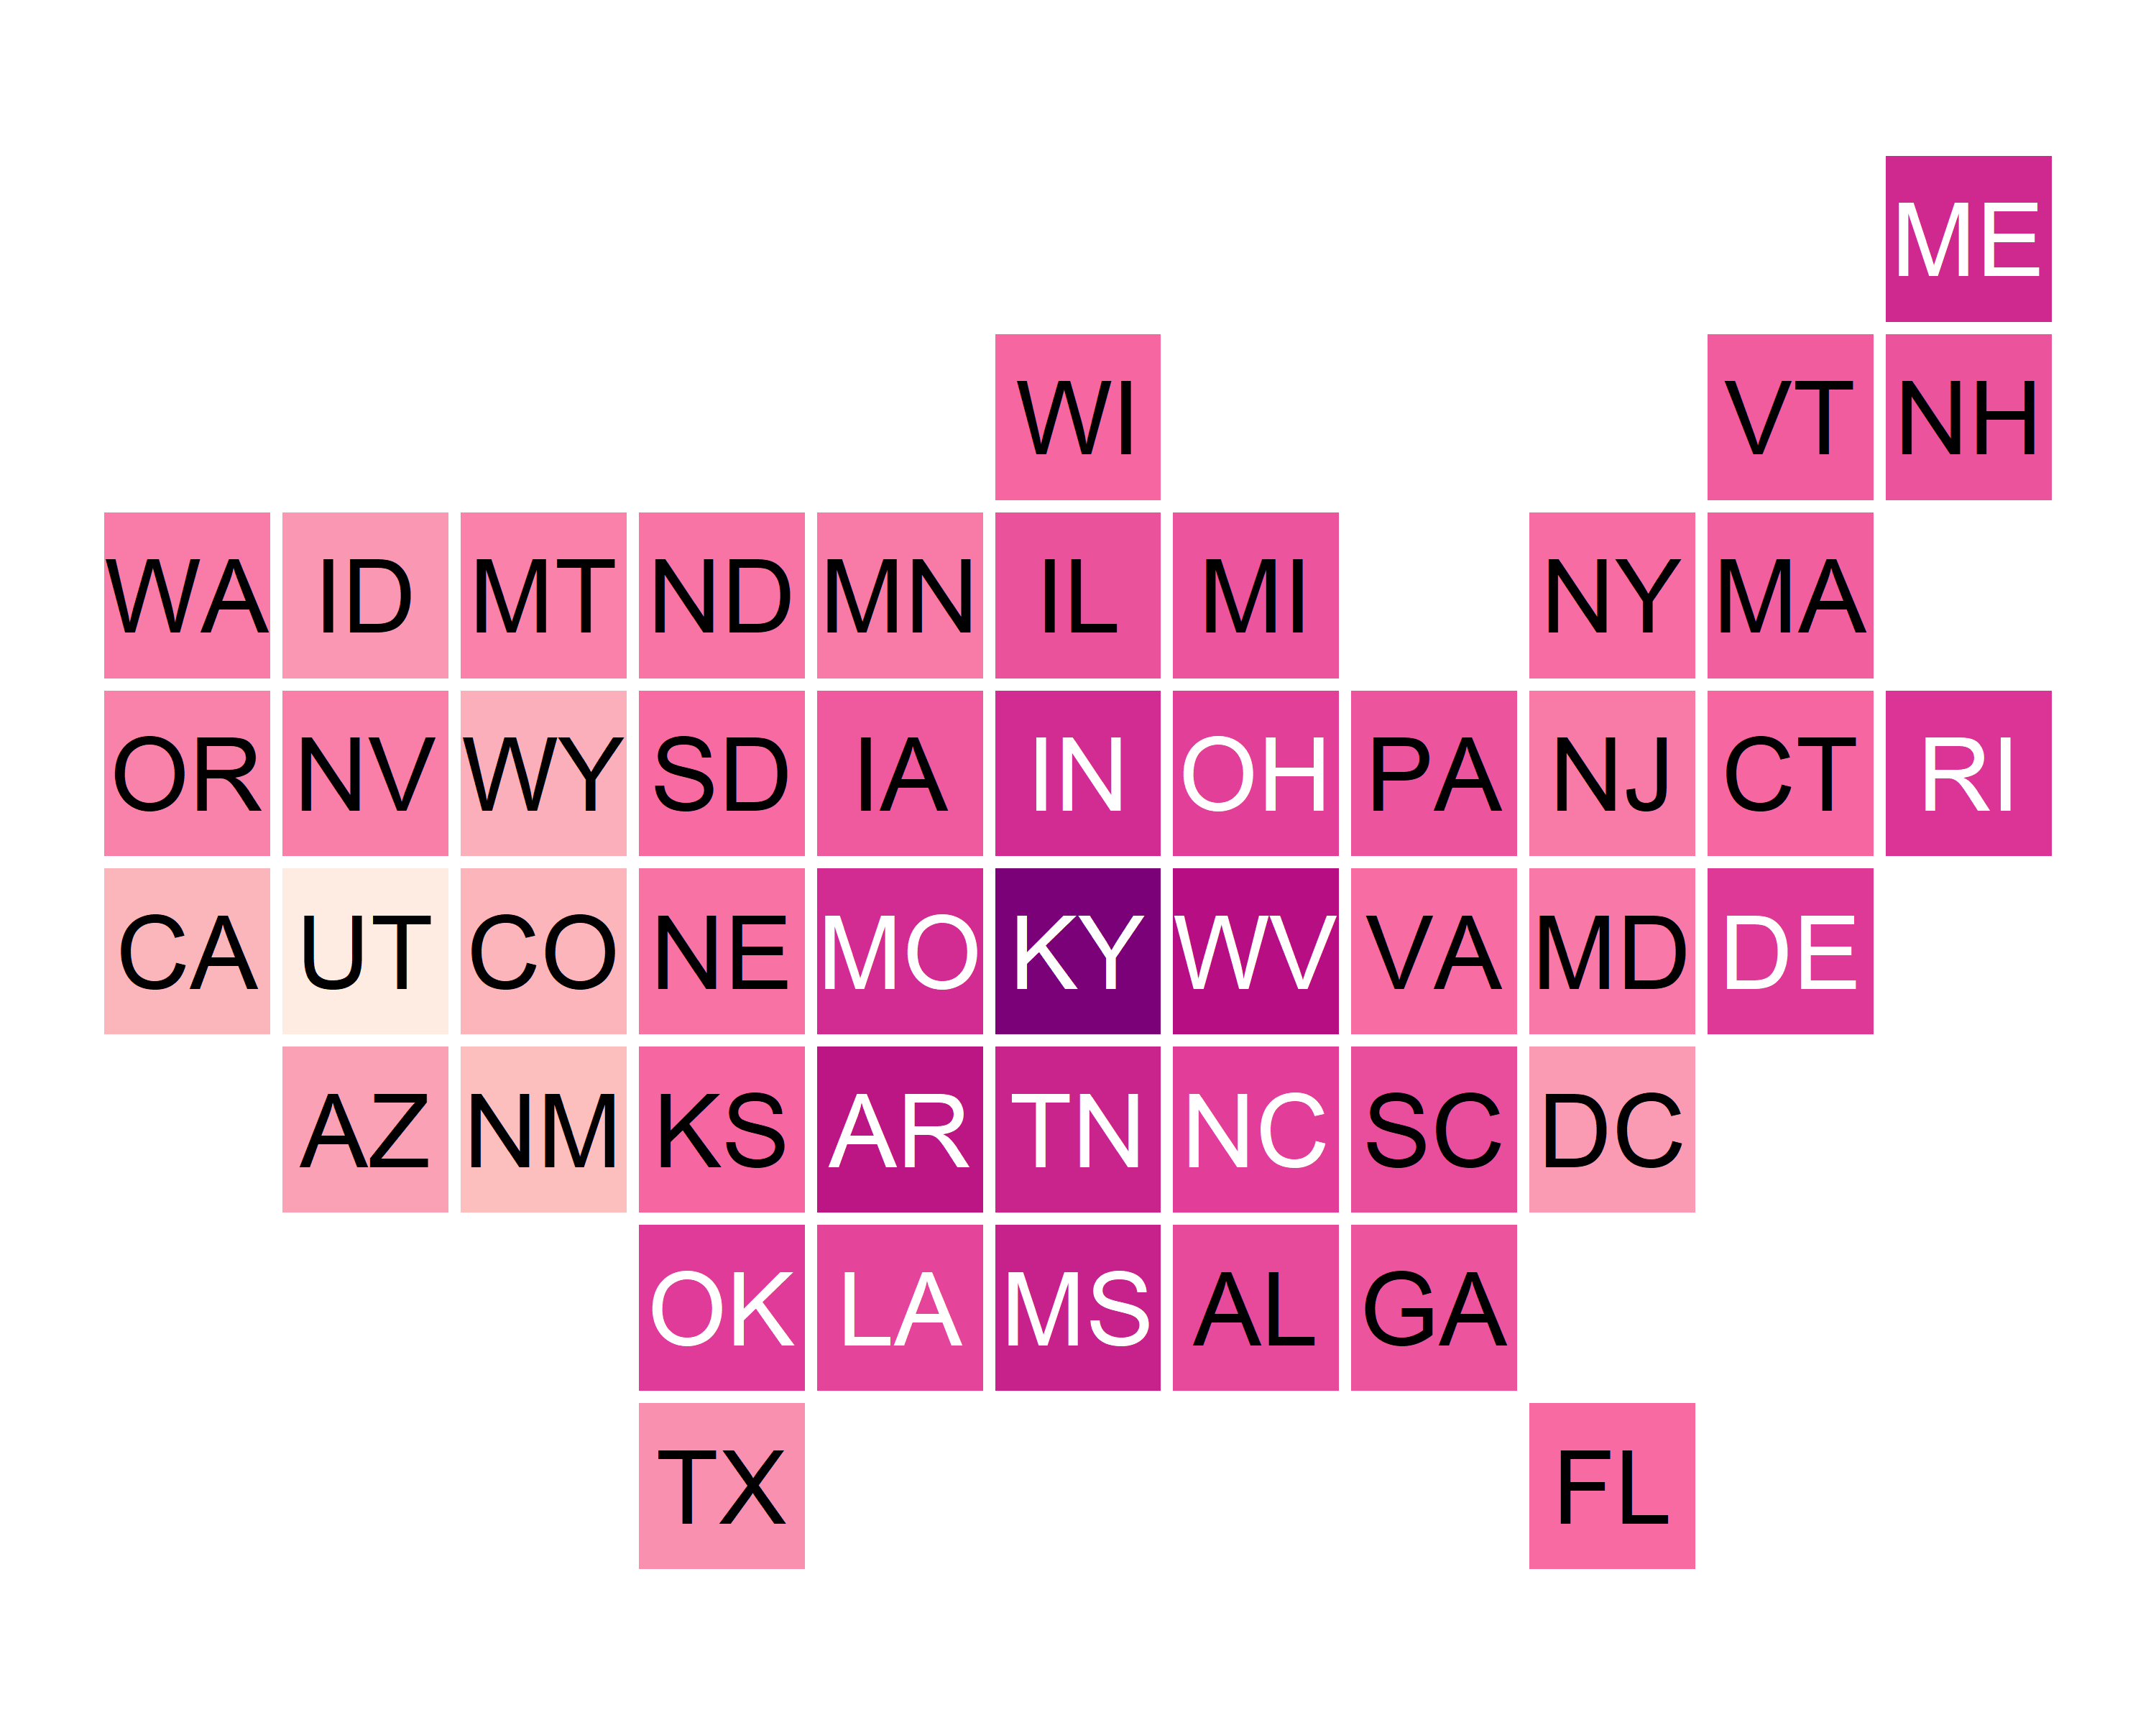 ME
WI VT NH
WA ID MT ND MN IL MI NY MA
OR NV WY SD IA IN OH PA NJ CT RI
CA UT CO NE MO KY WV VA MD DE
AZ NM KS AR TN NC SC DC
OK LA MS AL GA
TX FL